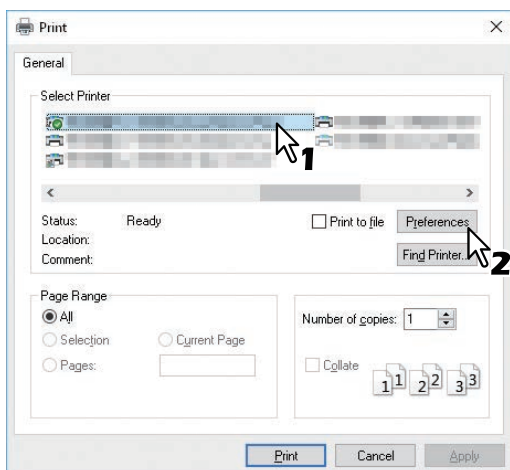 Print
General
Select Printer
1
Status: Ready
Print to file
Preferences
Location:
Comment:
Find Printer...
2
Page Range
All
Selection
Current Page
Pages:
Number of copies: 1
Collate
1 1 2 2 3 3
Print
Cancel
Apply